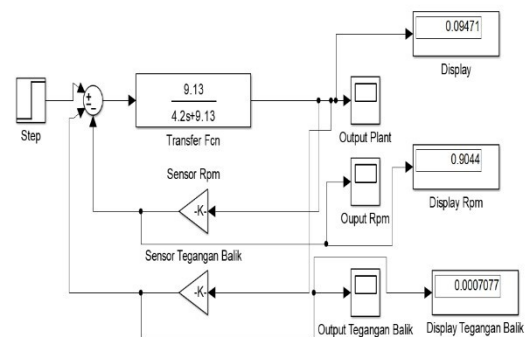 0.09471
Display
9.13
4.2s+9.13
Transfer Fcn
Step
+
−
−
Output Plant
Sensor Rpm
-K-
0.9044
Display Rpm
Ouput Rpm
Sensor Tegangan Balik
-K-
0.0007077
Output Tegangan Balik
Display Tegangan Balik